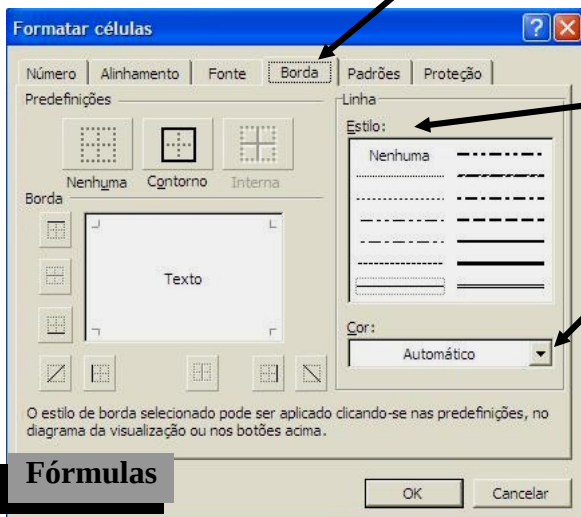 Formatar células
Número Alinhamento Fonte Borda Padrões Proteção
Predefinições
Nenhuma Contorno Interna
Borda
Texto
Linha
Estilo:
Nenhuma
Cor:
Automático
O estilo de borda selecionado pode ser aplicado clicando-se nas predefinições, no
diagrama da visualização ou nos botões acima.
Fórmulas
OK Cancelar